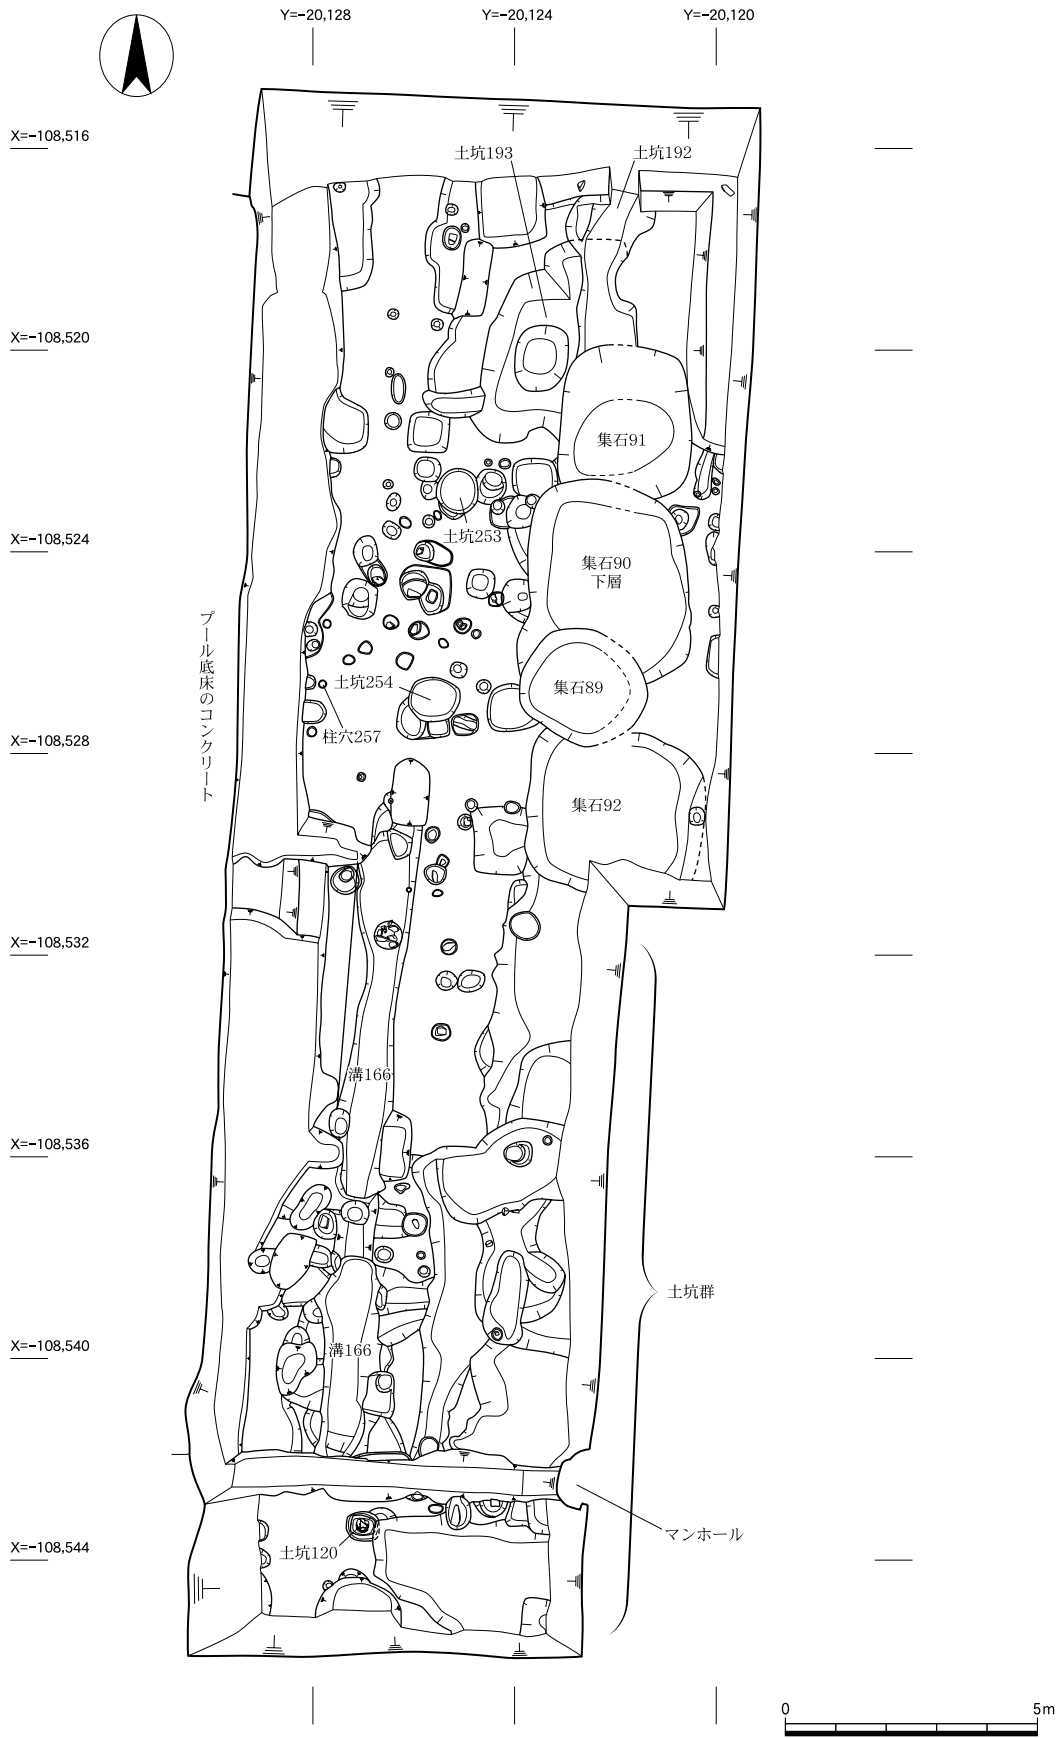 Y=-20,128
Y=-20,124
Y=-20,120
X=-108,516
土坑193
土坑192
X=-108,520
集石91
X=-108,524
土坑253
集石90
下層
プール底床のコンクリート
土坑254
集石89
X=-108,528
柱穴257
集石92
X=-108,532
溝166
X=-108,536
土坑群
X=-108,540
溝166
マンホール
X=-108,544
土坑120
0
5m